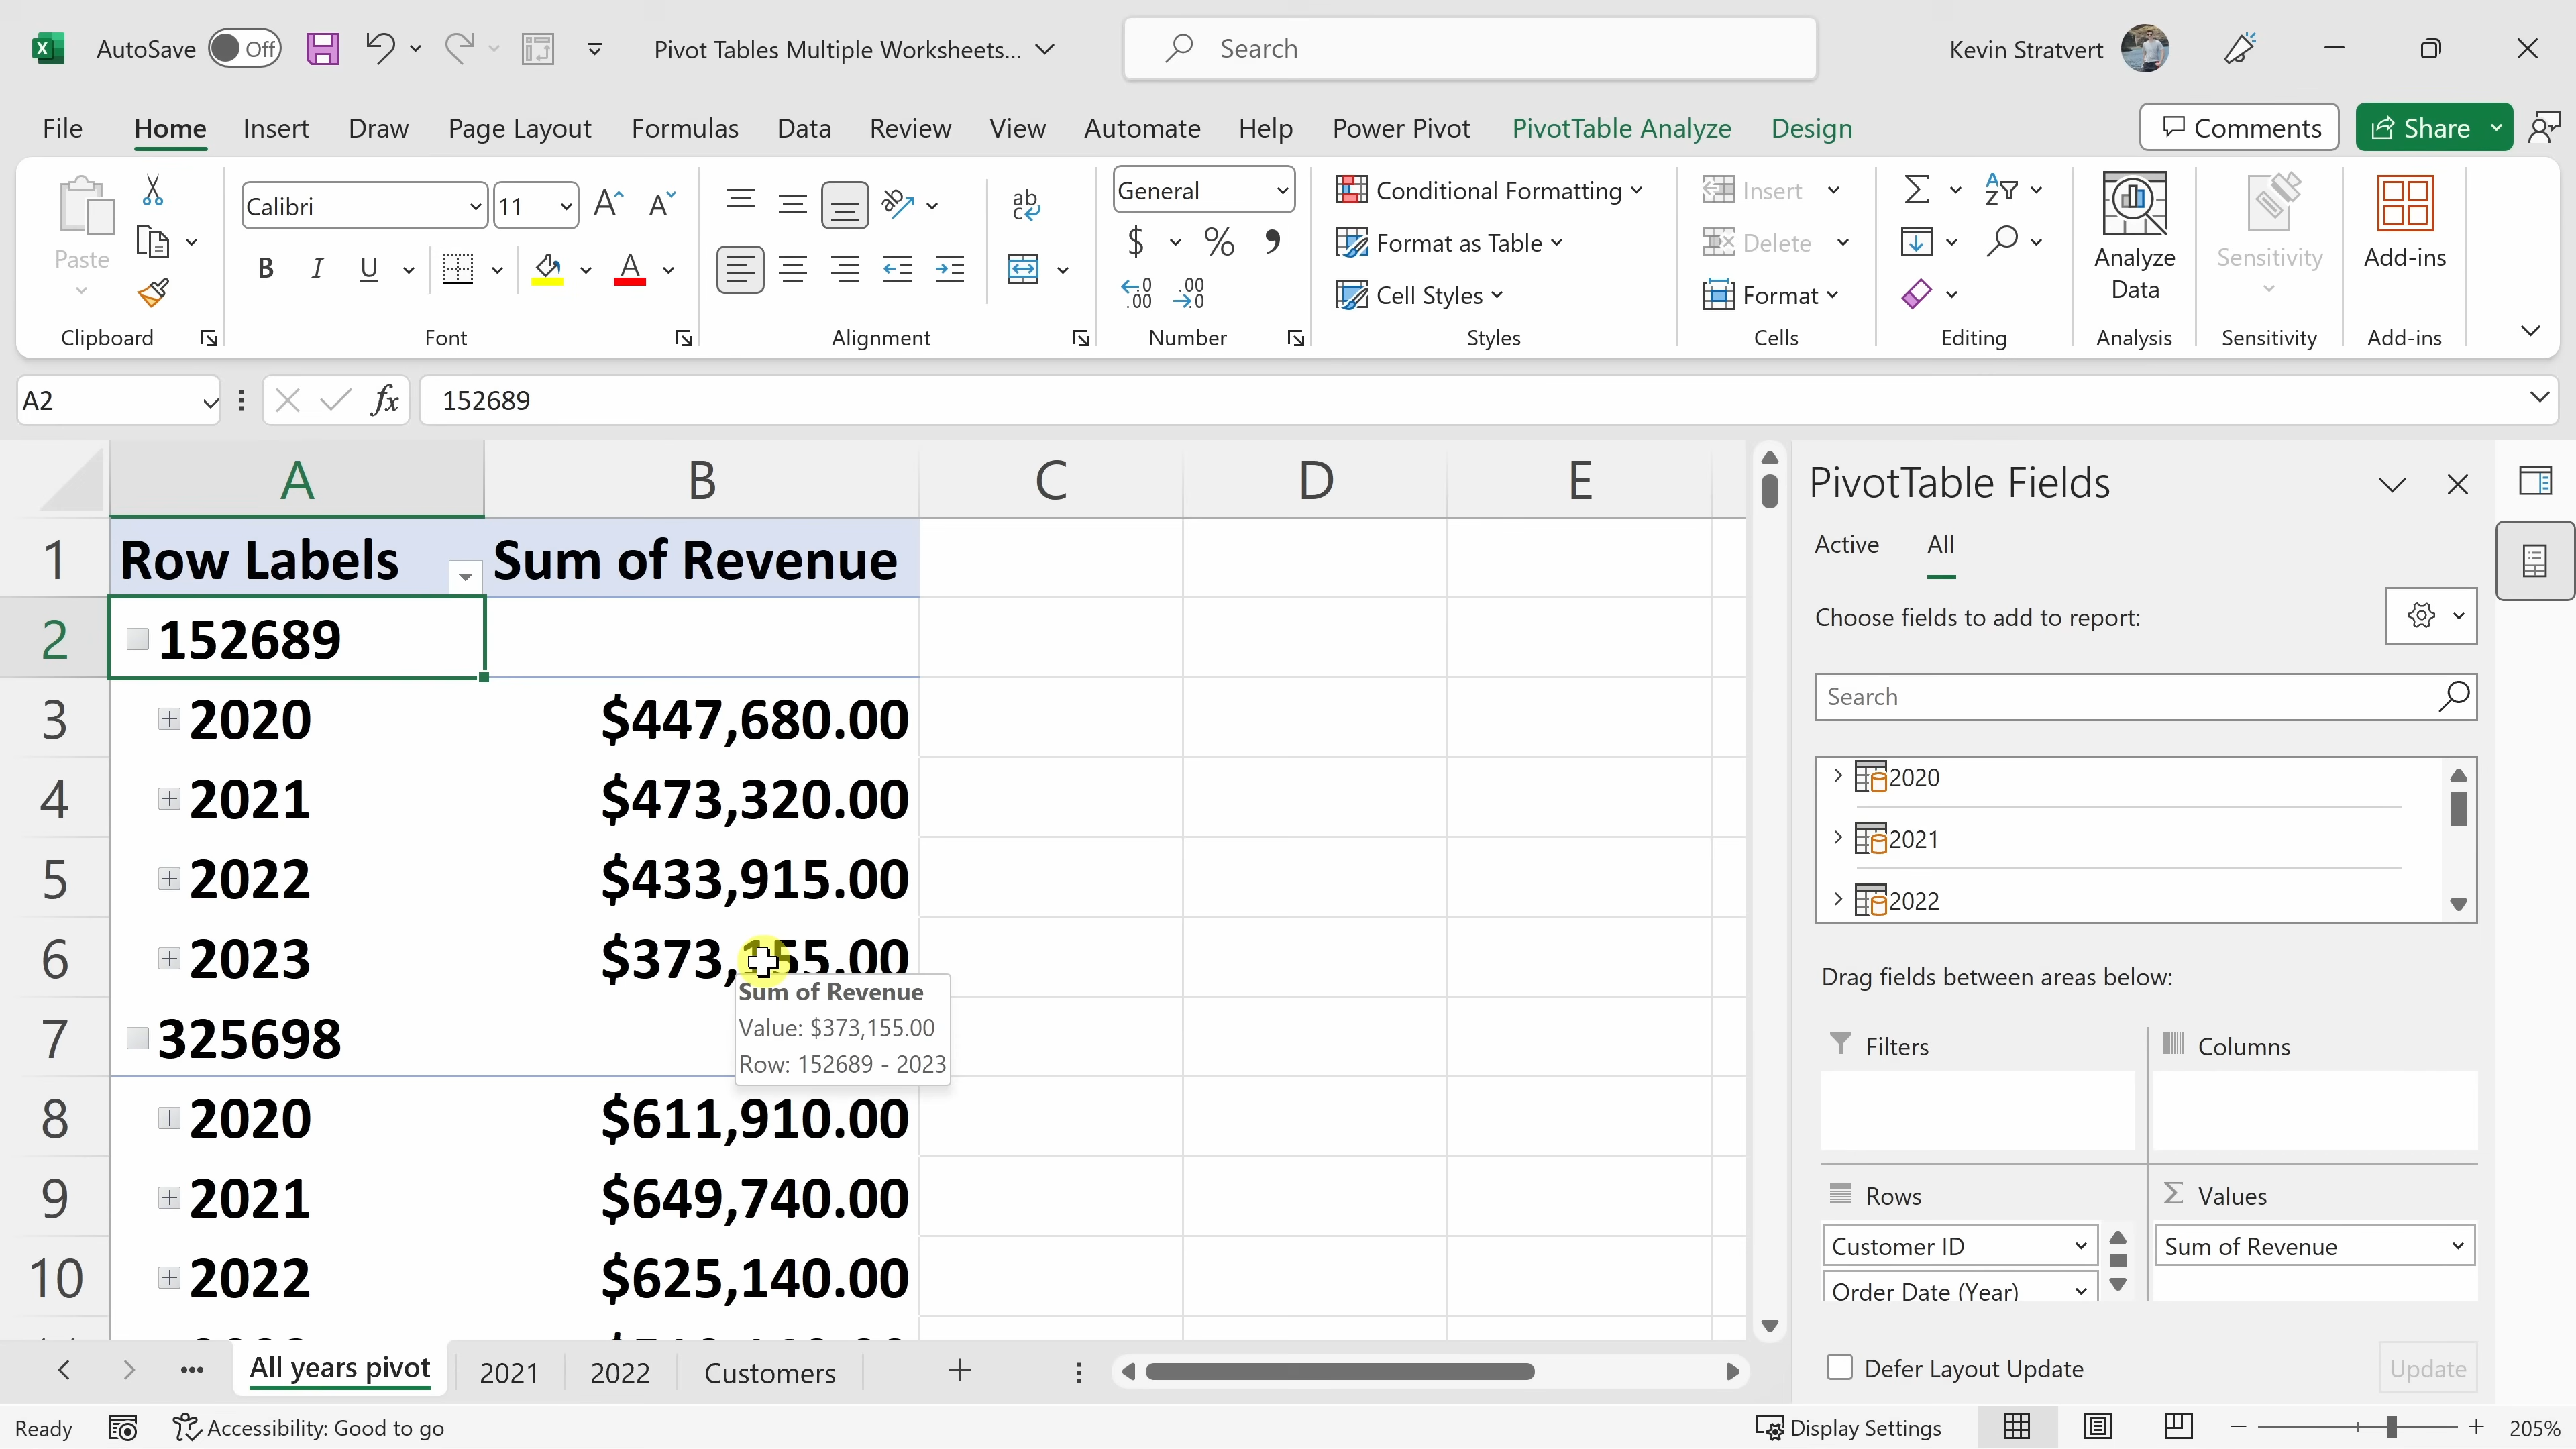 AutoSave Off Pivot Tables Multiple Worksheets... Search Kevin Stratvert
File Home Insert Draw Page Layout Formulas Data Review View Automate Help Power Pivot PivotTable Analyze Design Comments Share
Paste Calibri 11 General Conditional Formatting Insert Analyze Data Sensitivity Add-ins
B I U $ % Format as Table Delete
Cell Styles Format
Clipboard Font Alignment Number Styles Cells Editing Analysis Sensitivity Add-ins
A2 fx 152689
A B C D E
1 Row Labels Sum of Revenue
2 152689
3 2020 $447,680.00
4 2021 $473,320.00
5 2022 $433,915.00
6 2023 $373,155.00
Sum of Revenue
Value: $373,155.00
Row: 152689 - 2023
7 325698
8 2020 $611,910.00
9 2021 $649,740.00
10 2022 $625,140.00
PivotTable Fields
Active All
Choose fields to add to report:
Search
2020
2021
2022
Drag fields between areas below:
Filters Columns
Rows Values
Customer ID Sum of Revenue
Order Date (Year)
Defer Layout Update Update
All years pivot 2021 2022 Customers
Ready Accessibility: Good to go Display Settings 205%